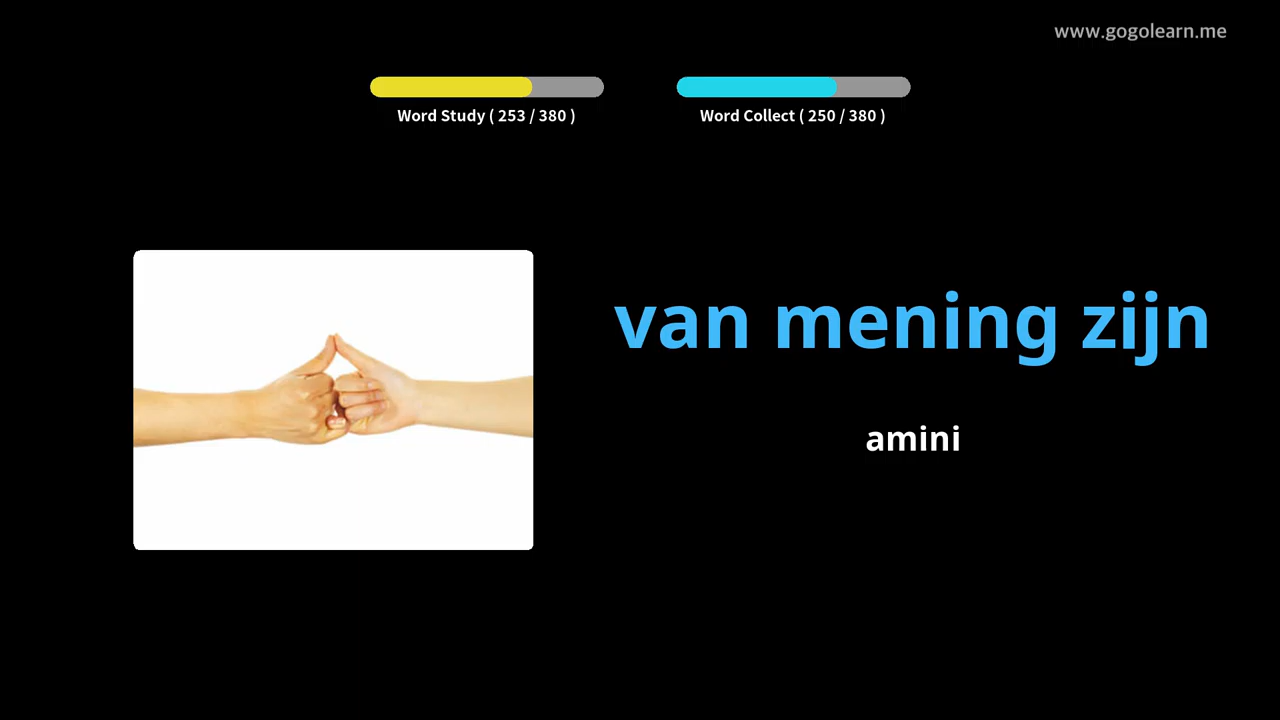 www.gogolearn.me
Word Study ( 253 / 380 )
Word Collect ( 250 / 380 )
van mening zijn
amini